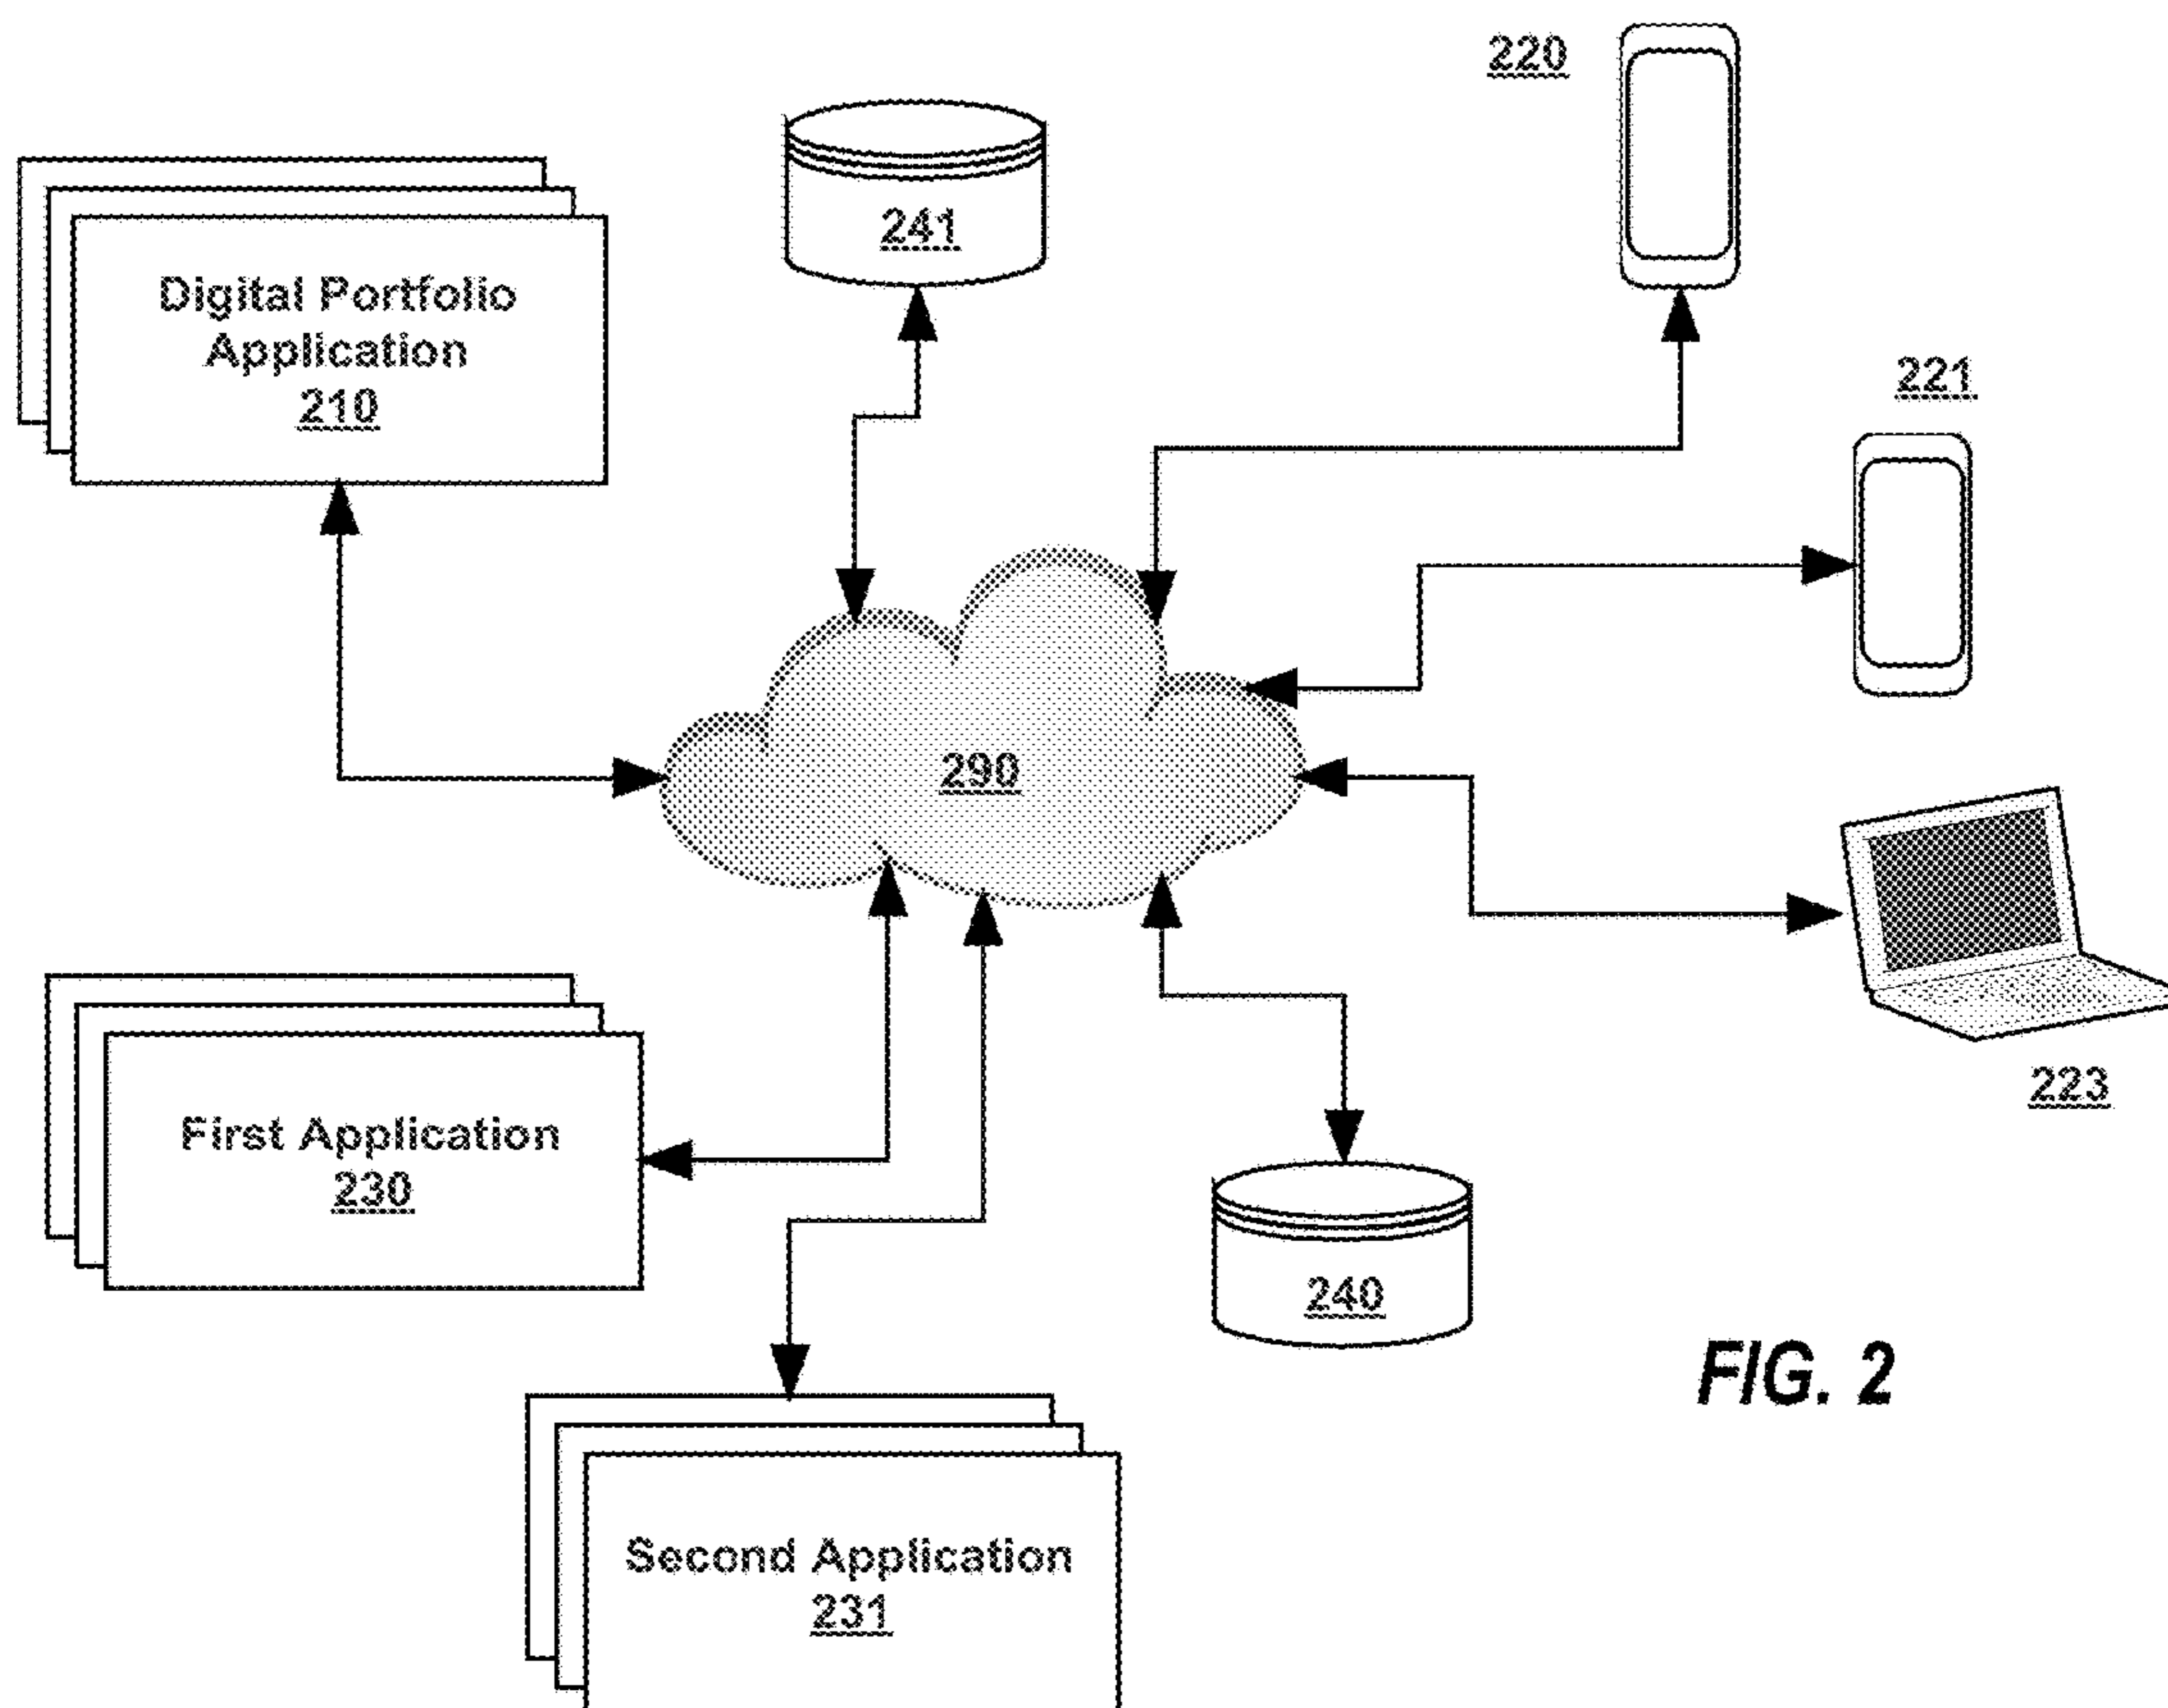 220
241
Digital Portfolio
Application
210
221
290
223
First Application
230
240
FIG. 2
Second Application
231